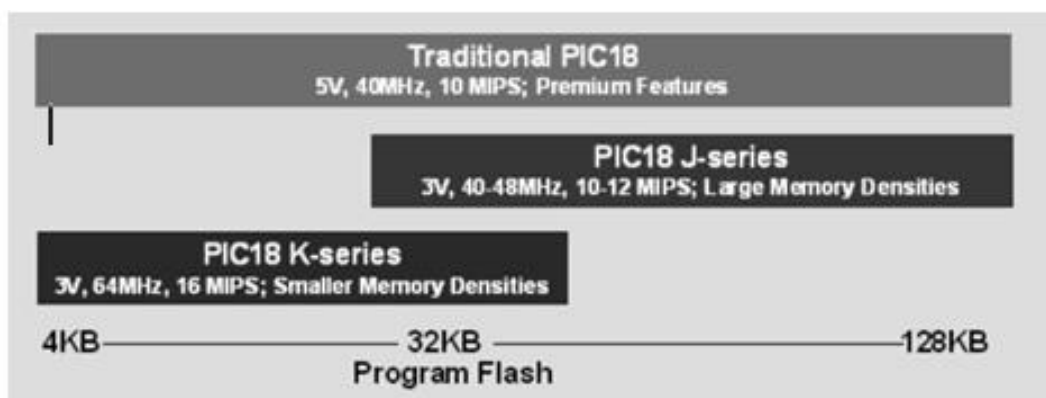 Traditional PIC18
5V, 40MHz, 10 MIPS; Premium Features
PIC18 J-series
3V, 40-48MHz, 10-12 MIPS; Large Memory Densities
PIC18 K-series
3V, 64MHz, 16 MIPS; Smaller Memory Densities
4KB 32KB 128KB
Program Flash